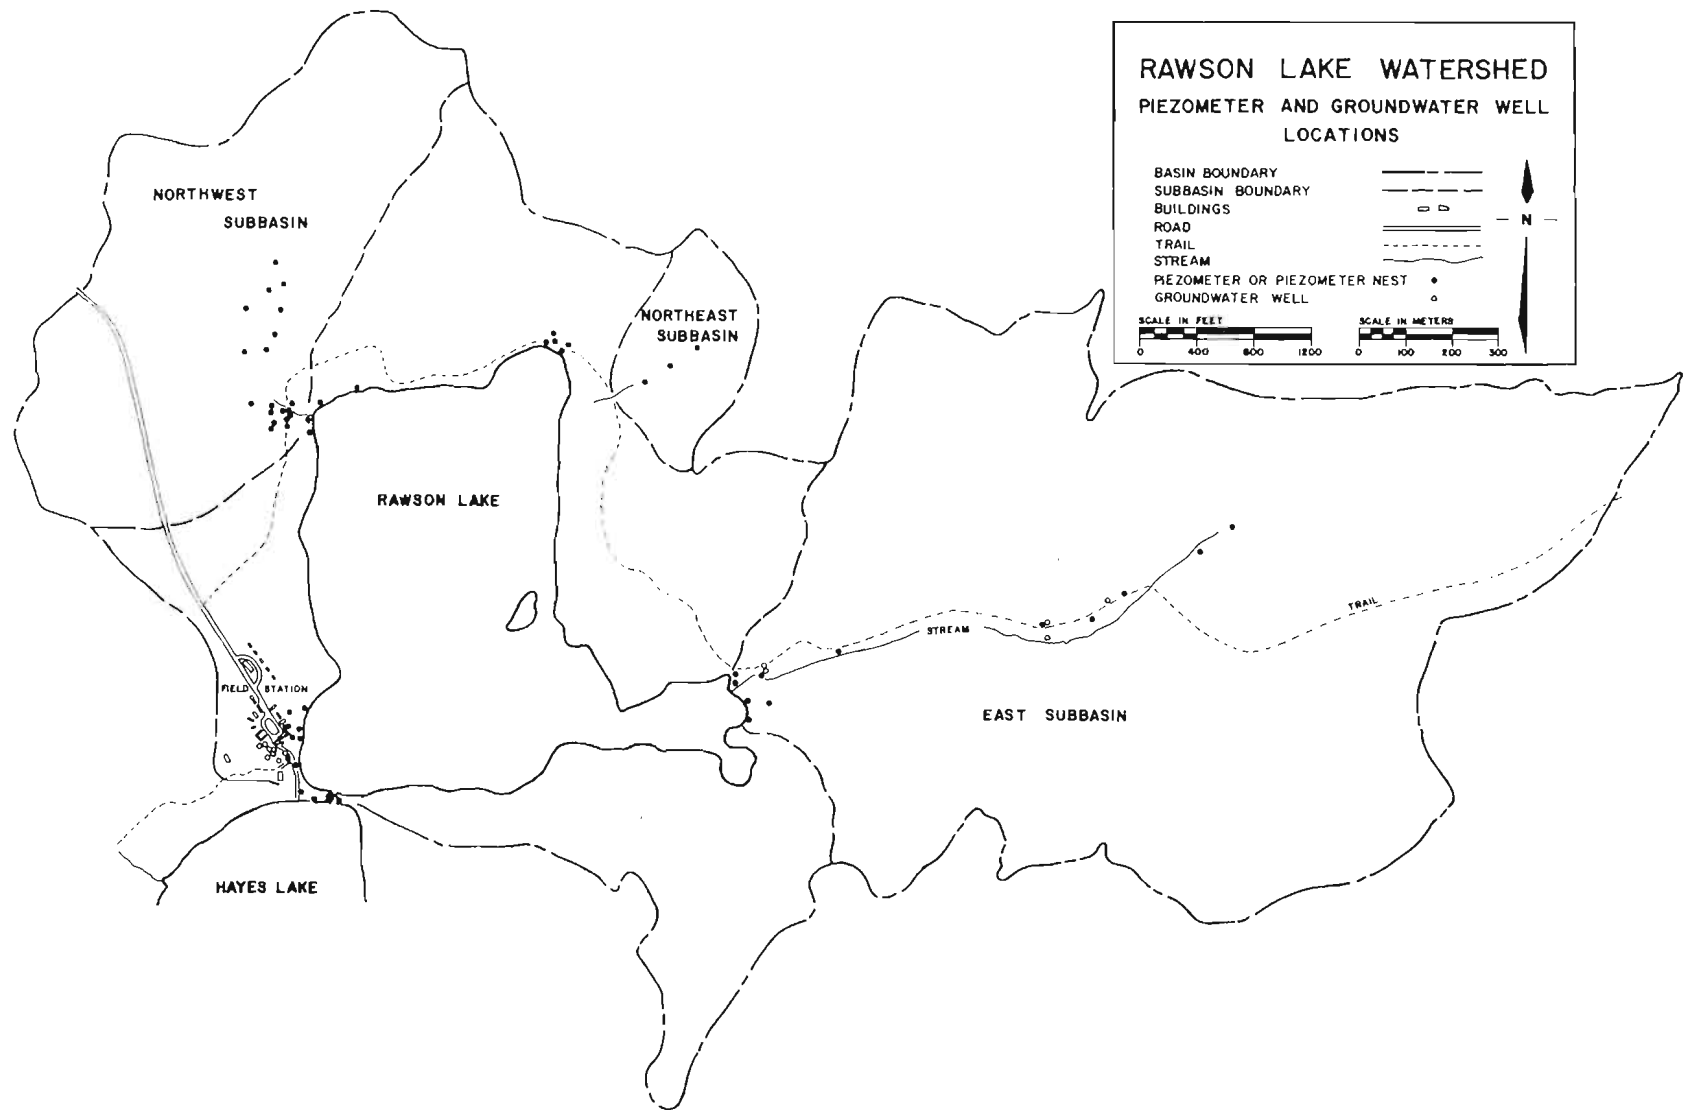 RAWSON LAKE WATERSHED
PIEZOMETER AND GROUNDWATER WELL
LOCATIONS
BASIN BOUNDARY
SUBBASIN BOUNDARY
BUILDINGS
ROAD
TRAIL
STREAM
PIEZOMETER OR PIEZOMETER NEST
GROUNDWATER WELL
N
SCALE IN FEET
0 400 800 1200
SCALE IN METERS
0 100 200 300
NORTHWEST
SUBBASIN
NORTHEAST
SUBBASIN
RAWSON LAKE
TRAIL
STREAM
FIELD STATION
EAST SUBBASIN
HAYES LAKE